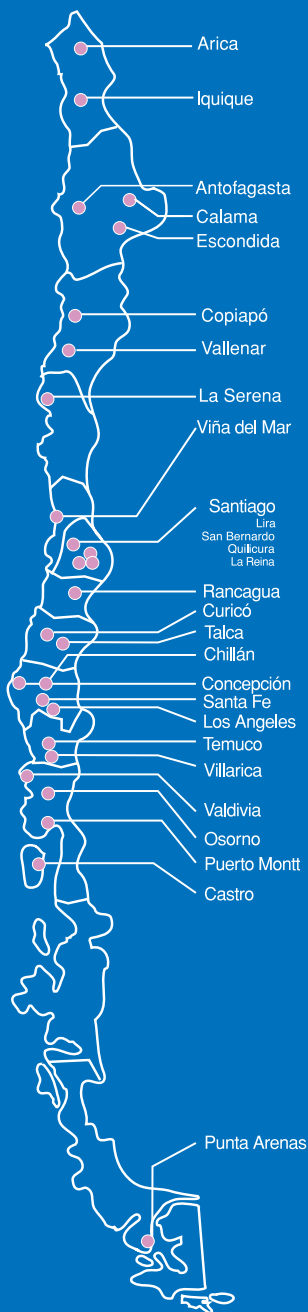 Arica
Iquique
Antofagasta
Calama
Escondida
Copiapó
Vallenar
La Serena
Viña del Mar
Santiago
Lira
San Bernardo
Quilicura
La Reina
Rancagua
Curicó
Talca
Chillán
Concepción
Santa Fe
Los Angeles
Temuco
Villarica
Valdivia
Osorno
Puerto Montt
Castro
Punta Arenas